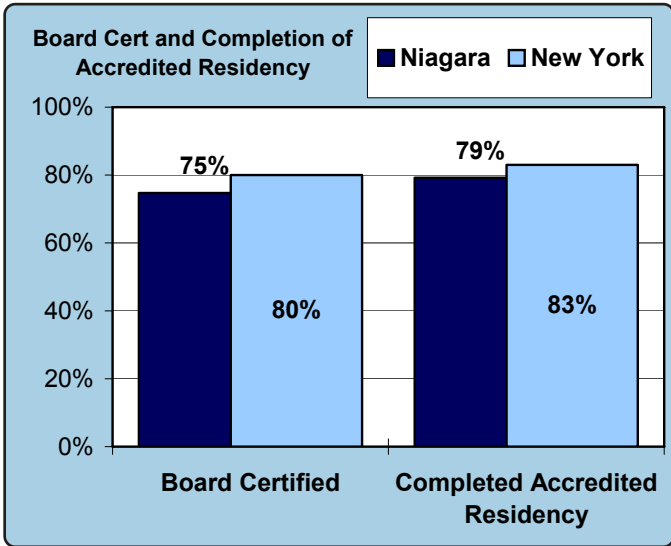 Board Cert and Completion of
Accredited Residency
Niagara New York
100%
80%
60%
40%
20%
0%
75%
80%
79%
83%
Board Certified
Completed Accredited
Residency